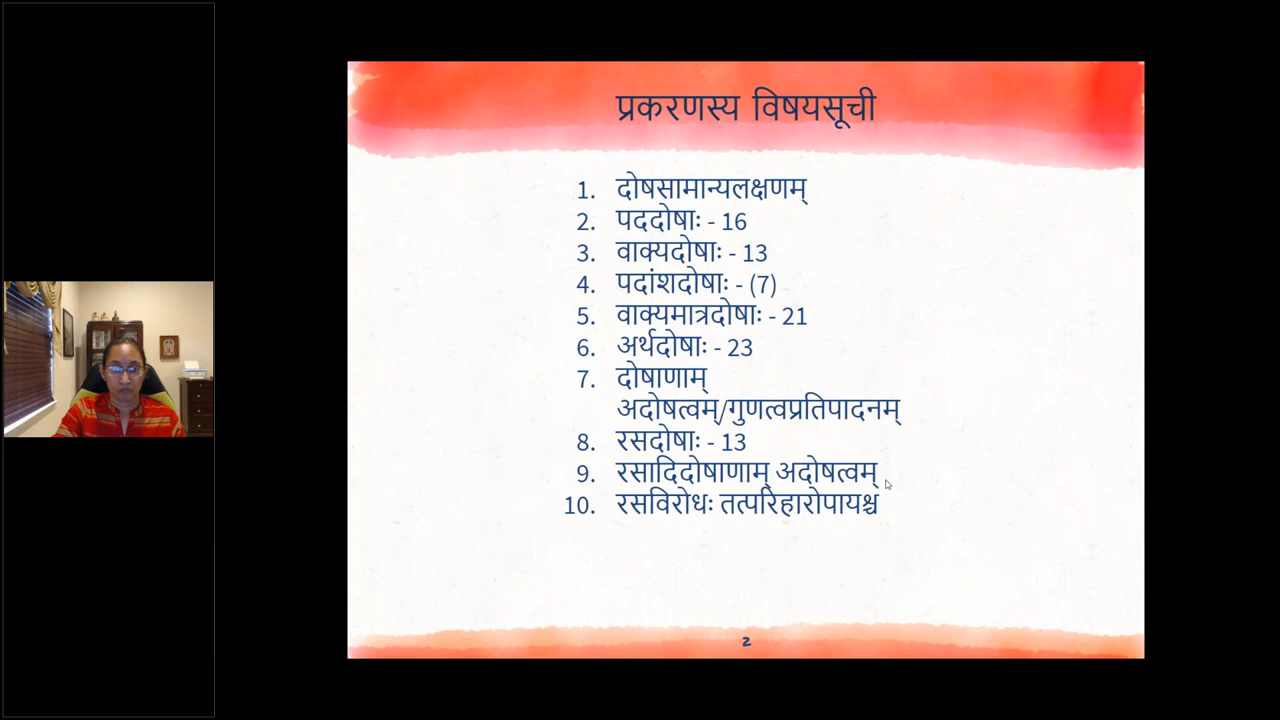 प्रकरणस्य विषयसूची
1. दोषसामान्यलक्षणम्
2. पददोषाः - 16
3. वाक्यदोषाः - 13
4. पदांशदोषाः - (7)
5. वाक्यमात्रदोषाः - 21
6. अर्थदोषाः - 23
7. दोषाणाम्
अदोषत्वम्/गुणत्वप्रतिपादनम्
8. रसदोषाः - 13
9. रसादिदोषाणाम् अदोषत्वम्
10. रसविरोधः तत्परिहारोपायश्च
2